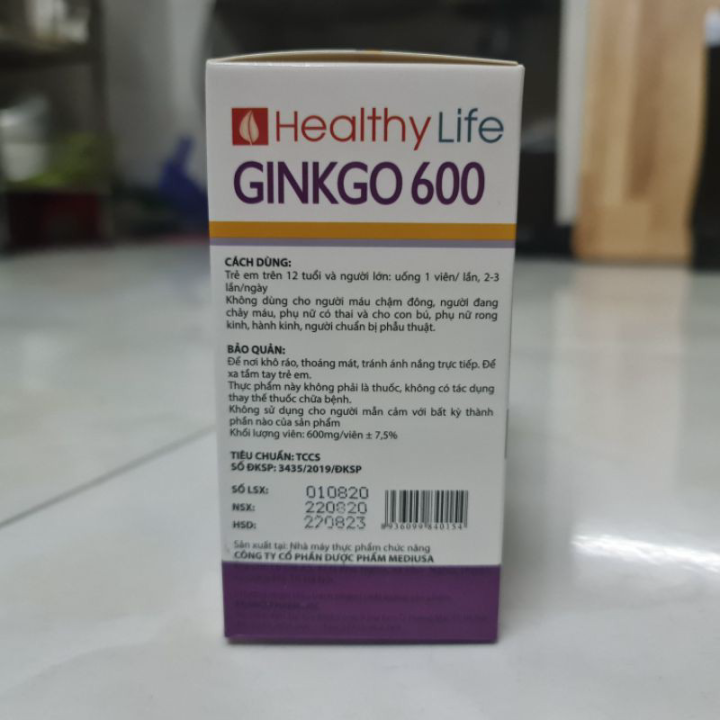 Healthy Life
GINKGO 600
CÁCH DÙNG:
Trẻ em trên 12 tuổi và người lớn: uống 1 viên/ lần, 2-3
lần/ngày
Không dùng cho người máu chậm đông, người đang
chảy máu, phụ nữ có thai và cho con bú, phụ nữ rong
kinh, hành kinh, người chuẩn bị phẫu thuật.
BẢO QUẢN:
Để nơi khô ráo, thoáng mát, tránh ánh nắng trực tiếp. Để
xa tầm tay trẻ em.
Thực phẩm này không phải là thuốc, không có tác dụng
thay thế thuốc chữa bệnh.
Không sử dụng cho người mẫn cảm với bất kỳ thành
phần nào của sản phẩm
Khối lượng viên: 600mg/viên ± 7,5%
TIÊU CHUẨN: TCCS
SỐ ĐKSP: 3435/2019/ĐKSP
SỐ LSX: 010820
NSX: 220820
HSD: 220823
Sản xuất tại: Nhà máy thực phẩm chức năng
CÔNG TY CỔ PHẦN DƯỢC PHẨM MEDIUSA